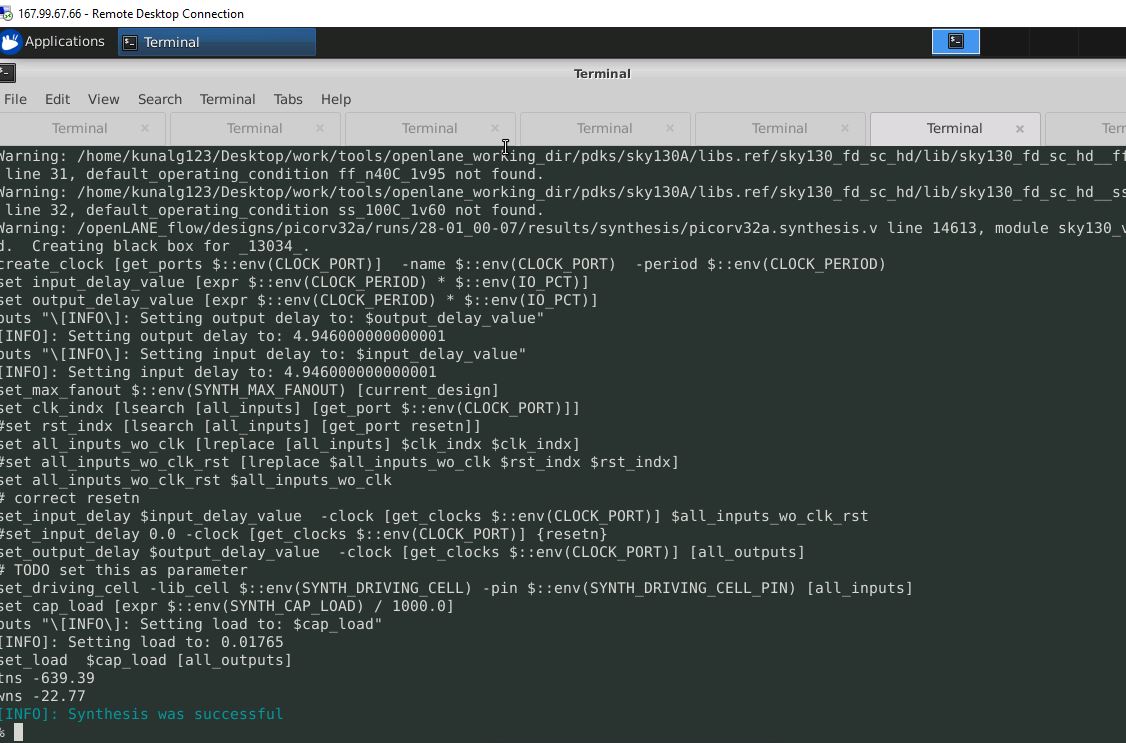 167.99.67.66 - Remote Desktop Connection
Applications
Terminal
Terminal
File Edit View Search Terminal Tabs Help
Terminal × Terminal × Terminal × Terminal × Terminal × Terminal ×
Warning: /home/kunalg123/Desktop/work/tools/openlane_working_dir/pdks/sky130A/libs.ref/sky130_fd_sc_hd/lib/sky130_fd_sc_hd__ff
line 31, default_operating_condition ff_n40C_1v95 not found.
Warning: /home/kunalg123/Desktop/work/tools/openlane_working_dir/pdks/sky130A/libs.ref/sky130_fd_sc_hd/lib/sky130_fd_sc_hd__ss
line 32, default_operating_condition ss_100C_1v60 not found.
Warning: /openLANE_flow/designs/picorv32a/runs/28-01_00-07/results/synthesis/picorv32a.synthesis.v line 14613, module sky130_v
d.  Creating black box for _13034_.
create_clock [get_ports $::env(CLOCK_PORT)]  -name $::env(CLOCK_PORT)  -period $::env(CLOCK_PERIOD)
set input_delay_value [expr $::env(CLOCK_PERIOD) * $::env(IO_PCT)]
set output_delay_value [expr $::env(CLOCK_PERIOD) * $::env(IO_PCT)]
puts "\[INFO\]: Setting output delay to: $output_delay_value"
[INFO]: Setting output delay to: 4.946000000000001
puts "\[INFO\]: Setting input delay to: $input_delay_value"
[INFO]: Setting input delay to: 4.946000000000001
set_max_fanout $::env(SYNTH_MAX_FANOUT) [current_design]
set clk_indx [lsearch [all_inputs] [get_port $::env(CLOCK_PORT)]]
#set rst_indx [lsearch [all_inputs] [get_port resetn]]
set all_inputs_wo_clk [lreplace [all_inputs] $clk_indx $clk_indx]
#set all_inputs_wo_clk_rst [lreplace $all_inputs_wo_clk $rst_indx $rst_indx]
set all_inputs_wo_clk_rst $all_inputs_wo_clk
# correct resetn
set_input_delay $input_delay_value  -clock [get_clocks $::env(CLOCK_PORT)] $all_inputs_wo_clk_rst
#set_input_delay 0.0 -clock [get_clocks $::env(CLOCK_PORT)] {resetn}
set_output_delay $output_delay_value  -clock [get_clocks $::env(CLOCK_PORT)] [all_outputs]
# TODO set this as parameter
set_driving_cell -lib_cell $::env(SYNTH_DRIVING_CELL) -pin $::env(SYNTH_DRIVING_CELL_PIN) [all_inputs]
set cap_load [expr $::env(SYNTH_CAP_LOAD) / 1000.0]
puts "\[INFO\]: Setting load to: $cap_load"
[INFO]: Setting load to: 0.01765
set_load  $cap_load [all_outputs]
tns -639.39
wns -22.77
[INFO]: Synthesis was successful
%